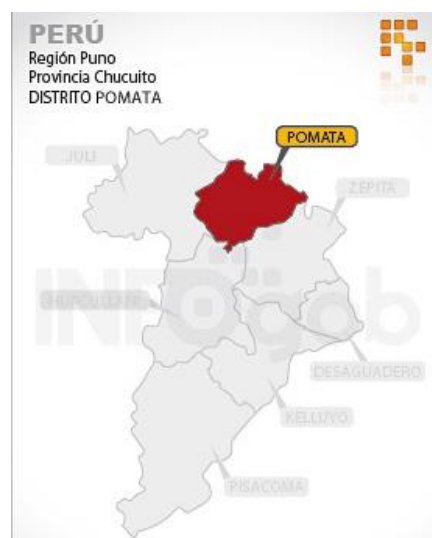 PERÚ
Región Puno
Provincia Chucuito
DISTRITO POMATA
POMATA
JULI
ZEPITA
INFOgob
HUACULLANI
DESAGUADERO
KELLUYO
PISACOMA